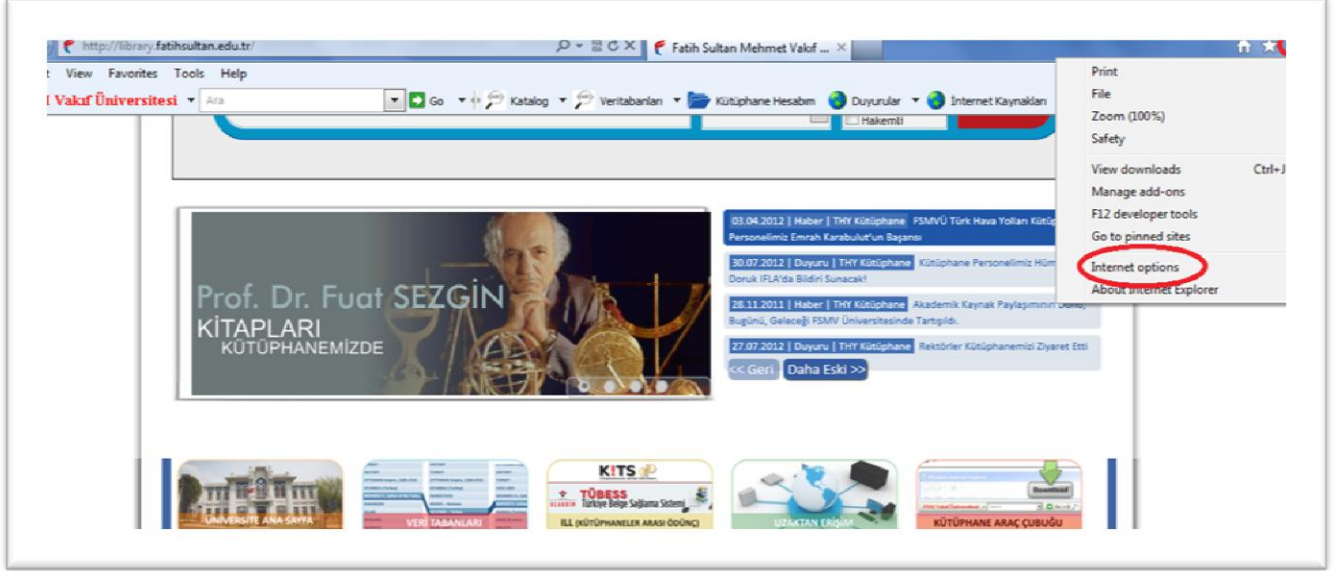 http://library.fatihsultan.edu.tr/
Fatih Sultan Mehmet Vakıf ...
View Favorites Tools Help
Vakıf Üniversitesi Ara Go Katalog Veritabanları Kütüphane Hesabım Duyurular İnternet Kaynakları
Hakemli
Print
File
Zoom (100%)
Safety
View downloads Ctrl+J
Manage add-ons
F12 developer tools
Go to pinned sites
Internet options
About Internet Explorer
Prof. Dr. Fuat SEZGİN
KİTAPLARI
KÜTÜPHANEMİZDE
03.04.2012 | Haber | THY Kütüphane FSMVÜ Türk Hava Yolları
Personelimiz Emrah Karabulut'un Başarısı
30.07.2012 | Duyuru | THY Kütüphane Kütüphane Personelimiz
Doruk IFLA'da Bildiri Sunacak!
28.11.2011 | Haber | THY Kütüphane Akademik Kaynak Paylaşımının Dünü,
Bugünü, Geleceği FSMV Üniversitasinde Tartışıldı.
27.07.2012 | Duyuru | THY Kütüphane Rektörler Kütüphanemizi Ziyaret Etti
<< Geri Daha Eski >>
ÜNİVERSİTE ANA SAYFA
VERİ TABANLARI
KITS
TÜBESS
Türkiye Belge Sağlama Sistemi
ILL (KÜTÜPHANELER ARASI ÖDÜNÇ)
UZAKTAN ERİŞİM
Download
KÜTÜPHANE ARAÇ ÇUBUĞU